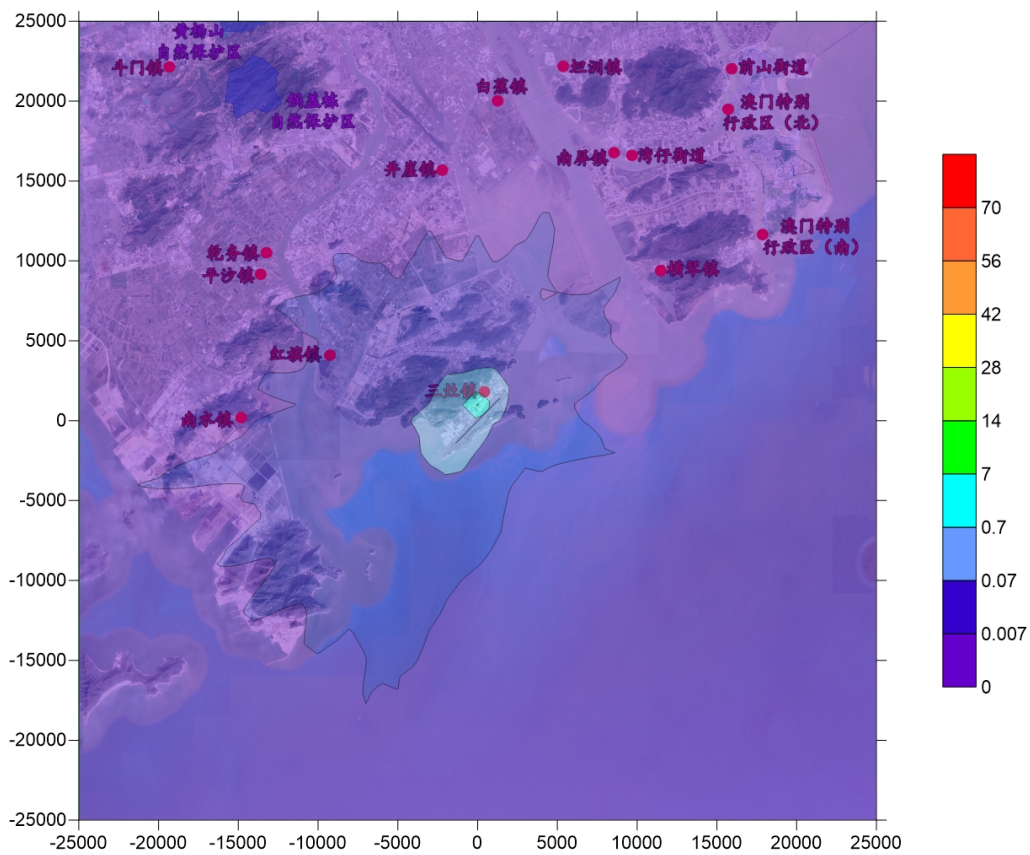 25000
20000
15000
10000
5000
0
-5000
-10000
-15000
-20000
-25000
-25000 -20000 -15000 -10000 -5000 0 5000 10000 15000 20000 25000
黄杨山
自然保护区
斗门镇
锅盖栋
自然保护区
白蕉镇
坦洲镇
前山街道
澳门特别
行政区（北）
南屏镇
湾仔街道
井崖镇
澳门特别
行政区（南）
乾务镇
平沙镇
横琴镇
红旗镇
三灶镇
南水镇
70
56
42
28
14
7
0.7
0.07
0.007
0